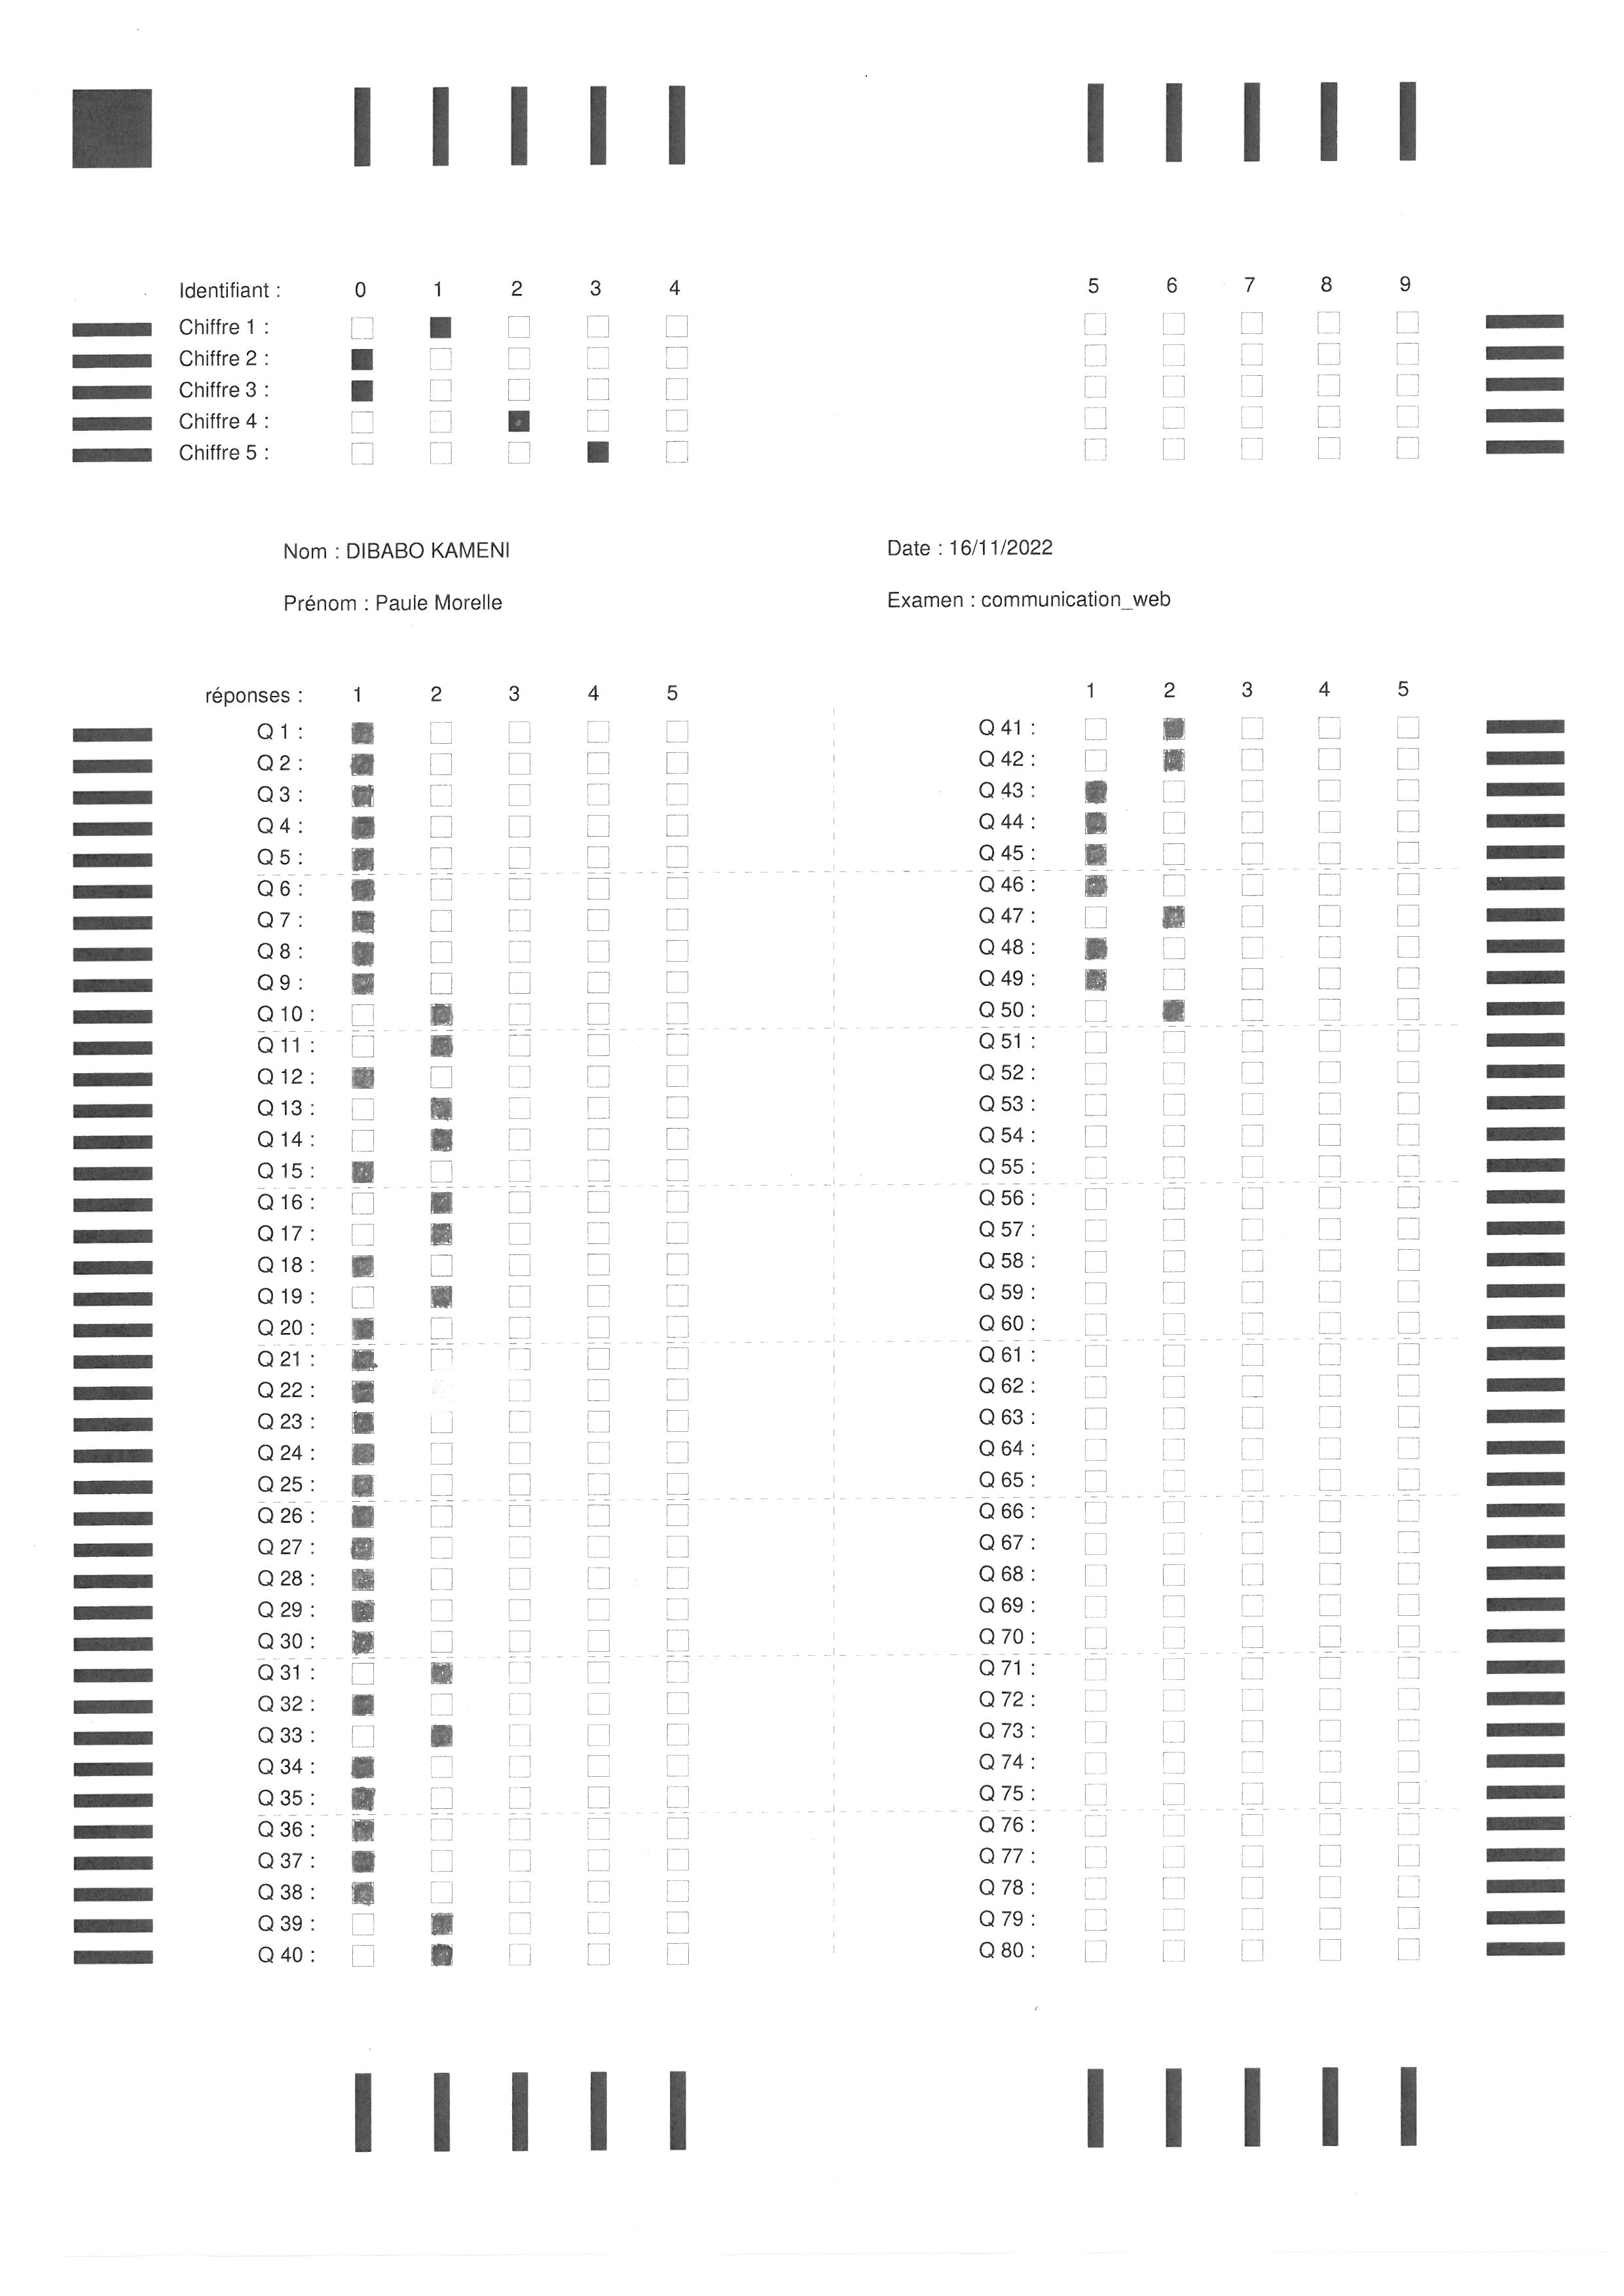 Identifiant : 0 1 2 3 4 5 6 7 8 9
Chiffre 1 :
Chiffre 2 :
Chiffre 3 :
Chiffre 4 :
Chiffre 5 :
Nom : DIBABO KAMENI
Prénom : Paule Morelle
Date : 16/11/2022
Examen : communication_web
réponses : 1 2 3 4 5
Q 1 :
Q 2 :
Q 3 :
Q 4 :
Q 5 :
Q 6 :
Q 7 :
Q 8 :
Q 9 :
Q 10 :
Q 11 :
Q 12 :
Q 13 :
Q 14 :
Q 15 :
Q 16 :
Q 17 :
Q 18 :
Q 19 :
Q 20 :
Q 21 :
Q 22 :
Q 23 :
Q 24 :
Q 25 :
Q 26 :
Q 27 :
Q 28 :
Q 29 :
Q 30 :
Q 31 :
Q 32 :
Q 33 :
Q 34 :
Q 35 :
Q 36 :
Q 37 :
Q 38 :
Q 39 :
Q 40 :
1 2 3 4 5
Q 41 :
Q 42 :
Q 43 :
Q 44 :
Q 45 :
Q 46 :
Q 47 :
Q 48 :
Q 49 :
Q 50 :
Q 51 :
Q 52 :
Q 53 :
Q 54 :
Q 55 :
Q 56 :
Q 57 :
Q 58 :
Q 59 :
Q 60 :
Q 61 :
Q 62 :
Q 63 :
Q 64 :
Q 65 :
Q 66 :
Q 67 :
Q 68 :
Q 69 :
Q 70 :
Q 71 :
Q 72 :
Q 73 :
Q 74 :
Q 75 :
Q 76 :
Q 77 :
Q 78 :
Q 79 :
Q 80 :